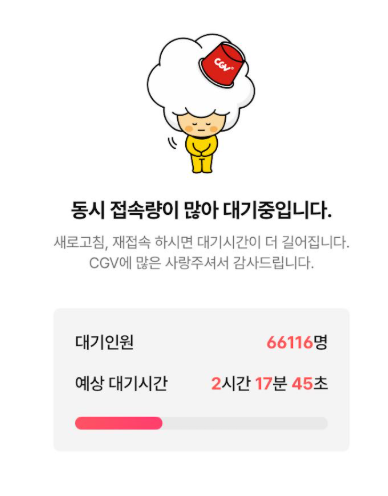 CGV
동시 접속량이 많아 대기중입니다.
새로고침, 재접속 하시면 대기시간이 더 길어집니다.
CGV에 많은 사랑주셔서 감사드립니다.
대기인원 66116명
예상 대기시간 2시간 17분 45초